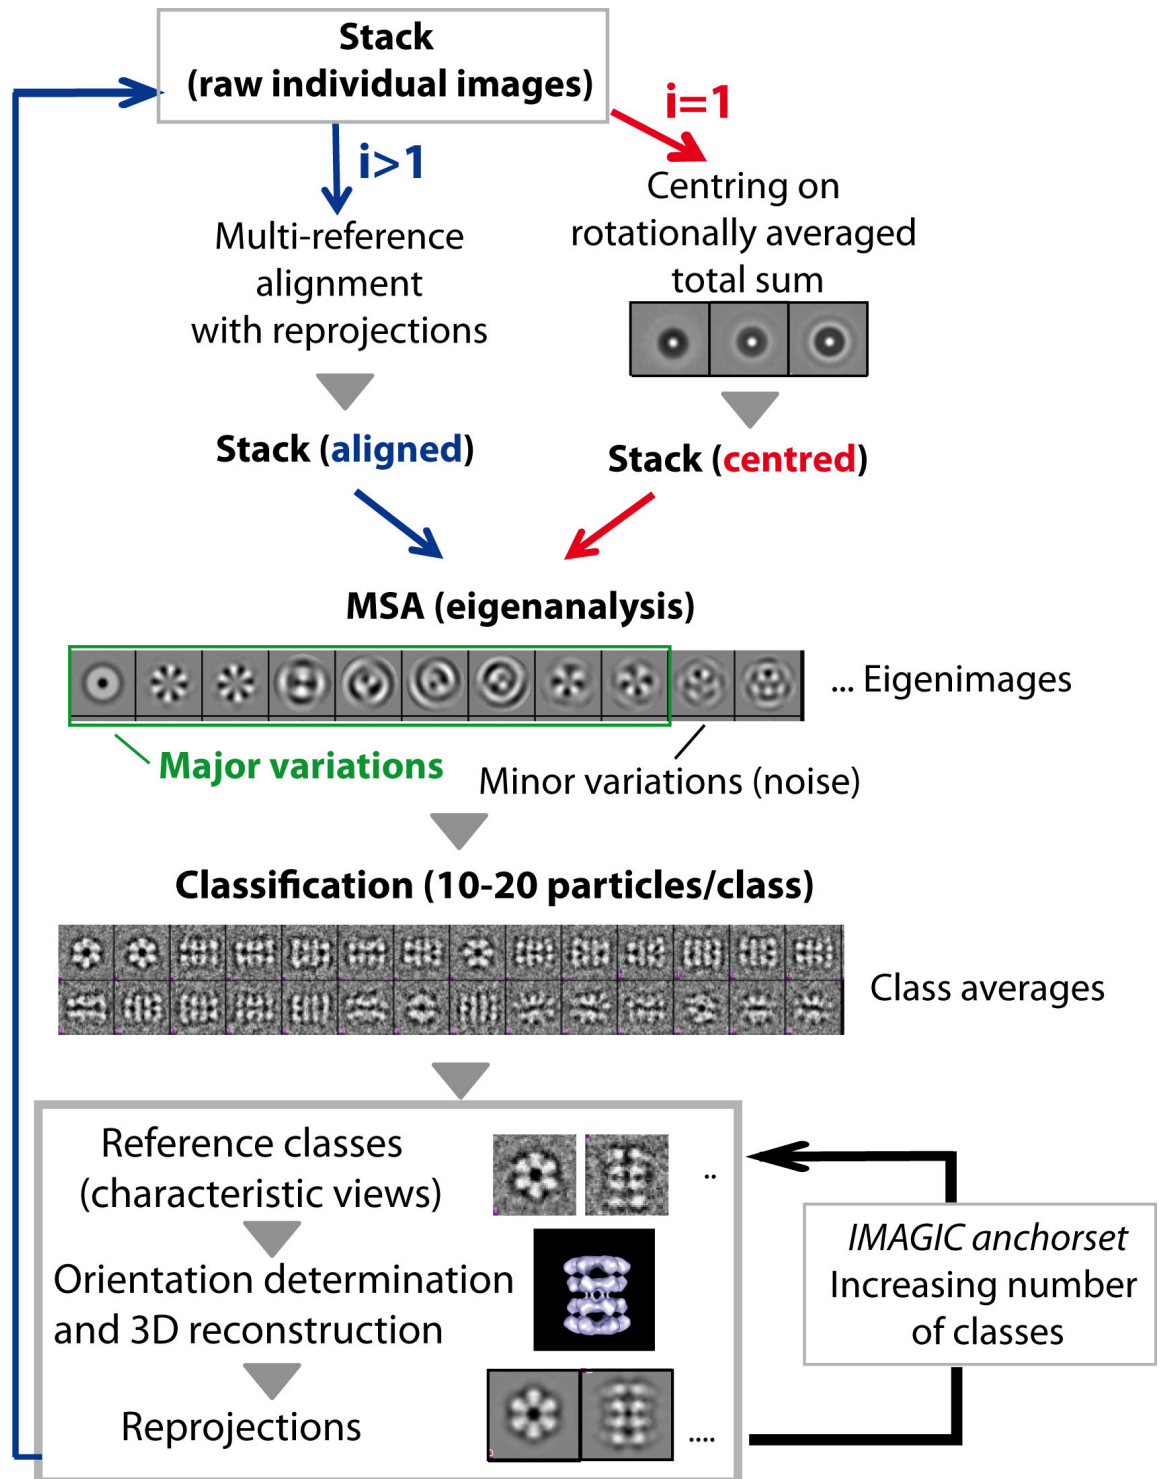 Stack
(raw individual images)
i=1
i>1
Centring on
rotationally averaged
total sum
Multi-reference
alignment
with reprojections
Stack (aligned)
Stack (centred)
MSA (eigenanalysis)
... Eigenimages
Major variations
Minor variations (noise)
Classification (10-20 particles/class)
Class averages
Reference classes
(characteristic views)
..
Orientation determination
and 3D reconstruction
Reprojections
....
IMAGIC anchorset
Increasing number
of classes